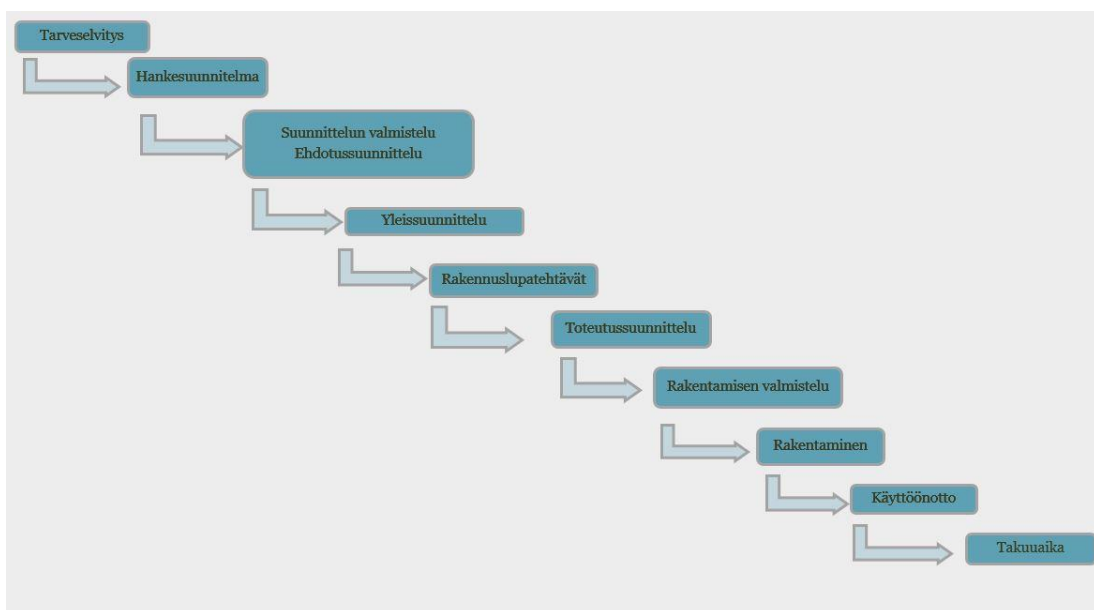 Tarveselvitys
Hankesuunnitelma
Suunnittelun valmistelu
Ehdotussuunnittelu
Yleissuunnittelu
Rakennuslupatehtävät
Toteutussuunnittelu
Rakentamisen valmistelu
Rakentaminen
Käyttöönotto
Takuuaika